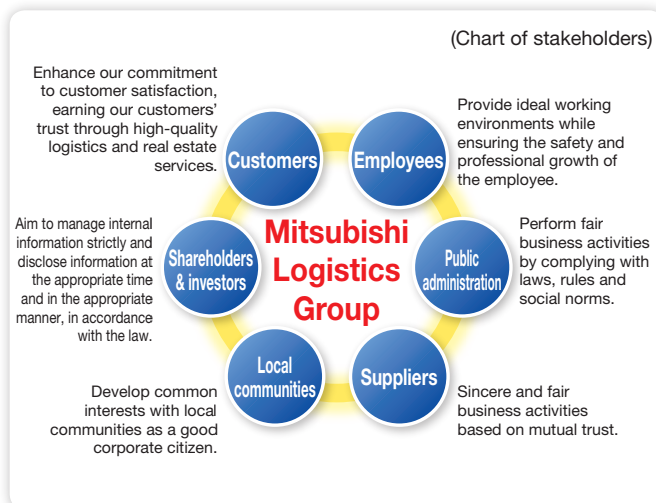 (Chart of stakeholders)
Enhance our commitment
to customer satisfaction,
earning our customers’
trust through high-quality
logistics and real estate
services.
Customers
Employees
Provide ideal working
environments while
ensuring the safety and
professional growth of
the employee.
Aim to manage internal
information strictly and
disclose information at
the appropriate time
and in the appropriate
manner, in accordance
with the law.
Shareholders
& investors
Mitsubishi
Logistics
Group
Public
administration
Perform fair
business activities
by complying with
laws, rules and
social norms.
Local
communities
Suppliers
Develop common
interests with local
communities as a good
corporate citizen.
Sincere and fair
business activities
based on mutual trust.